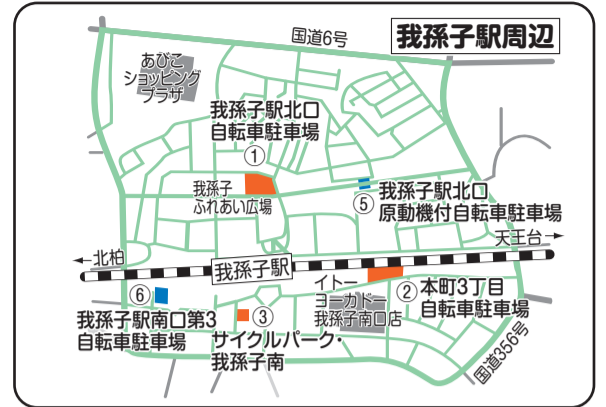 我孫子駅周辺
国道6号
あびこ
ショッピング
プラザ
我孫子駅北口
自転車駐車場
①
我孫子
ふれあい広場
⑤
我孫子駅北口
原動機付自転車駐車場
天王台→
←北柏
我孫子駅
イトー
ヨーカドー
我孫子南口店
②
本町3丁目
自転車駐車場
⑥
我孫子駅南口第3
自転車駐車場
③
サイクルパーク・
我孫子南
国道356号